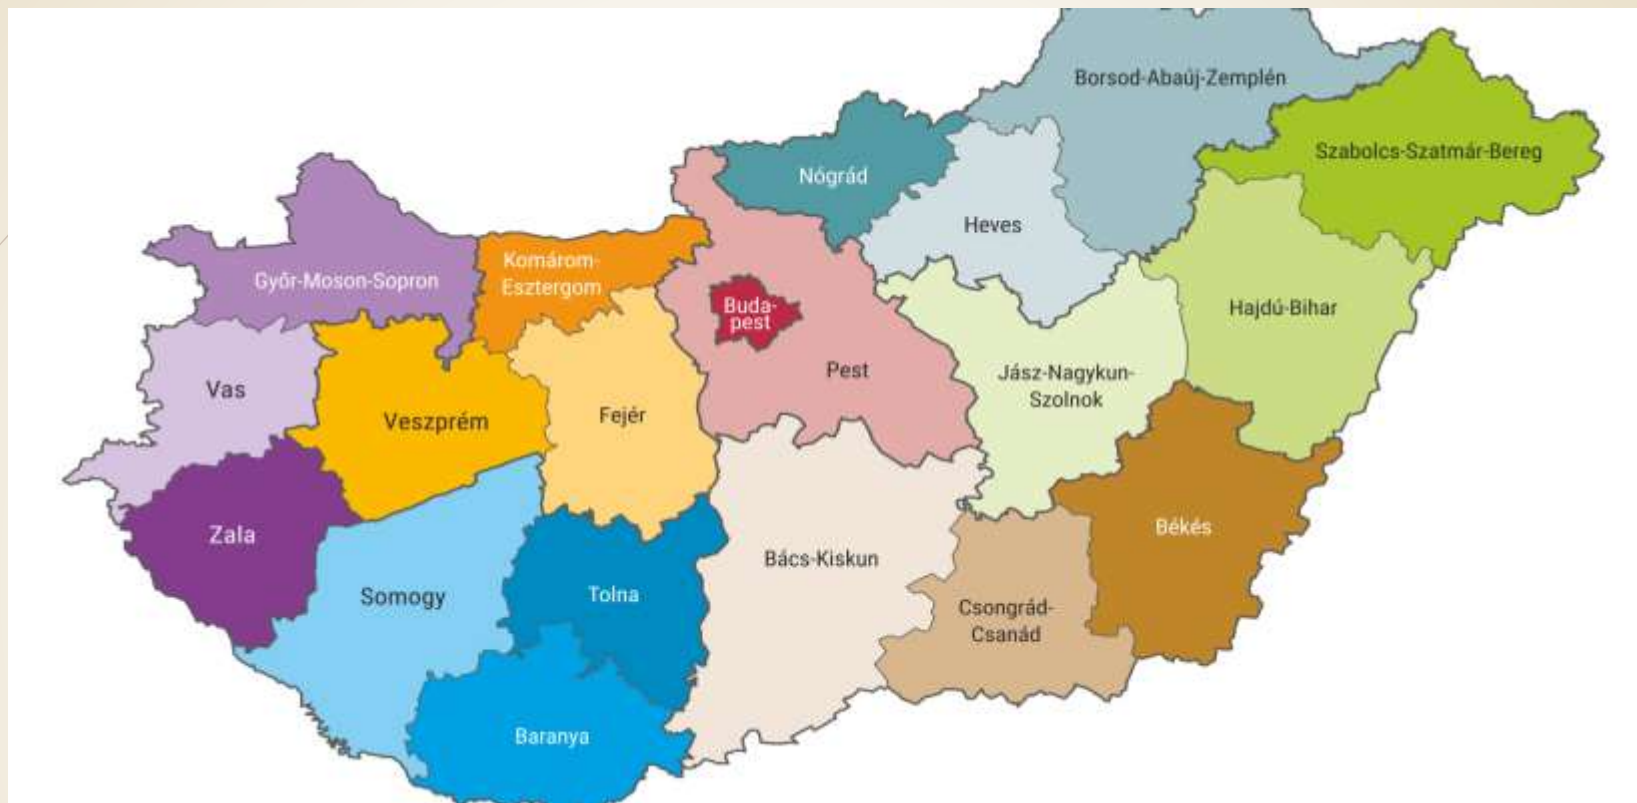 Borsod-Abaúj-Zemplén
Szabolcs-Szatmár-Bereg
Nógrád
Heves
Komárom-
Esztergom
Győr-Moson-Sopron
Buda-
pest
Hajdú-Bihar
Pest
Jász-Nagykun-
Szolnok
Vas
Veszprém
Fejér
Zala
Békés
Bács-Kiskun
Somogy
Tolna
Csongrád-
Csanád
Baranya